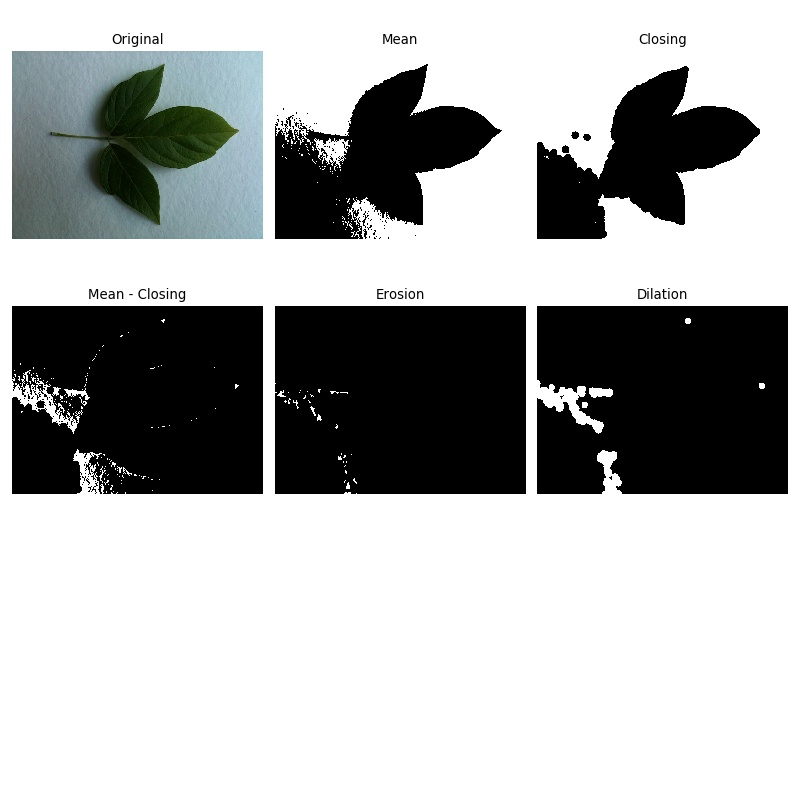 Original
Mean
Closing
Mean - Closing
Erosion
Dilation